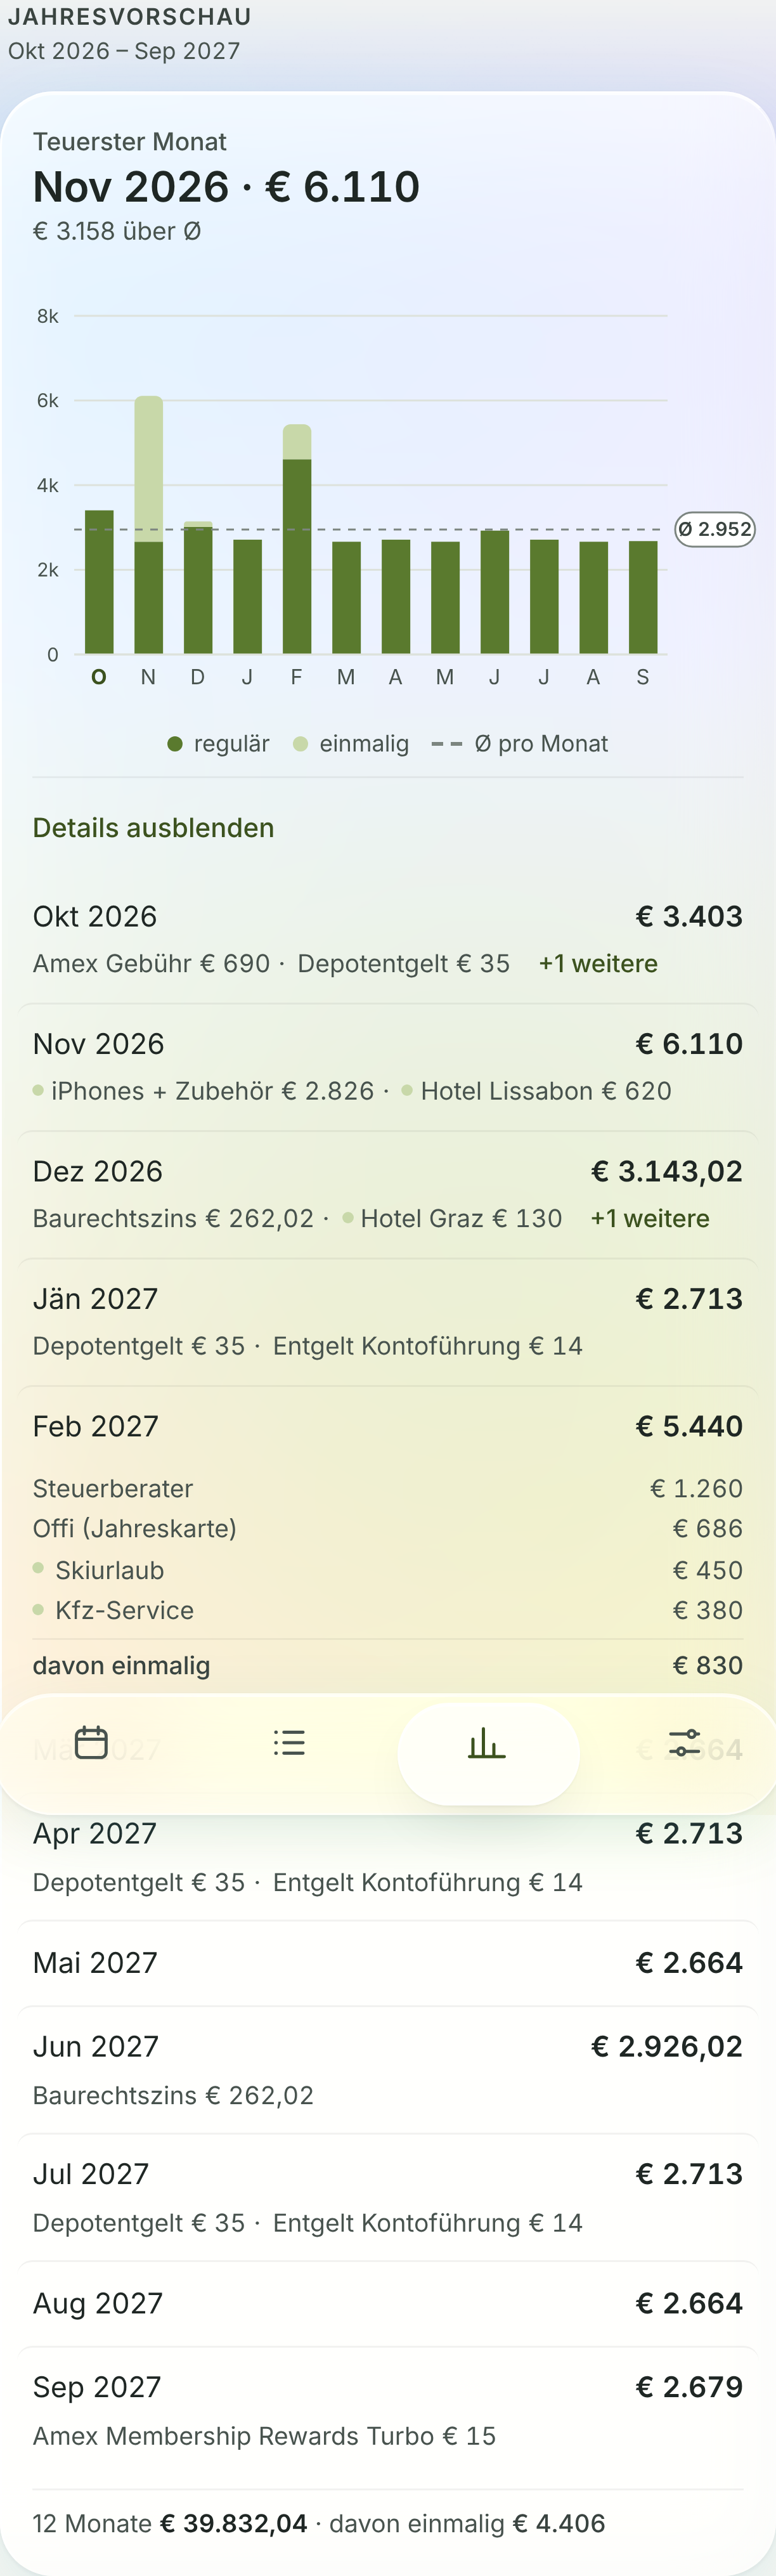 JAHRESVORSCHAU
Okt 2026 – Sep 2027
Teuerster Monat
Nov 2026 · € 6.110
€ 3.158 über Ø
8k
6k
4k
Ø 2.952
2k
0
O N D J F M A M J J A S
regulär einmalig Ø pro Monat
Details ausblenden
Okt 2026 € 3.403
Amex Gebühr € 690 · Depotentgelt € 35 +1 weitere
Nov 2026 € 6.110
iPhones + Zubehör € 2.826 · Hotel Lissabon € 620
Dez 2026 € 3.143,02
Baurechtszins € 262,02 · Hotel Graz € 130 +1 weitere
Jän 2027 € 2.713
Depotentgelt € 35 · Entgelt Kontoführung € 14
Feb 2027 € 5.440
Steuerberater € 1.260
Offi (Jahreskarte) € 686
Skiurlaub € 450
Kfz-Service € 380
davon einmalig € 830
2027 € 2.664
Apr 2027 € 2.713
Depotentgelt € 35 · Entgelt Kontoführung € 14
Mai 2027 € 2.664
Jun 2027 € 2.926,02
Baurechtszins € 262,02
Jul 2027 € 2.713
Depotentgelt € 35 · Entgelt Kontoführung € 14
Aug 2027 € 2.664
Sep 2027 € 2.679
Amex Membership Rewards Turbo € 15
12 Monate € 39.832,04 · davon einmalig € 4.406